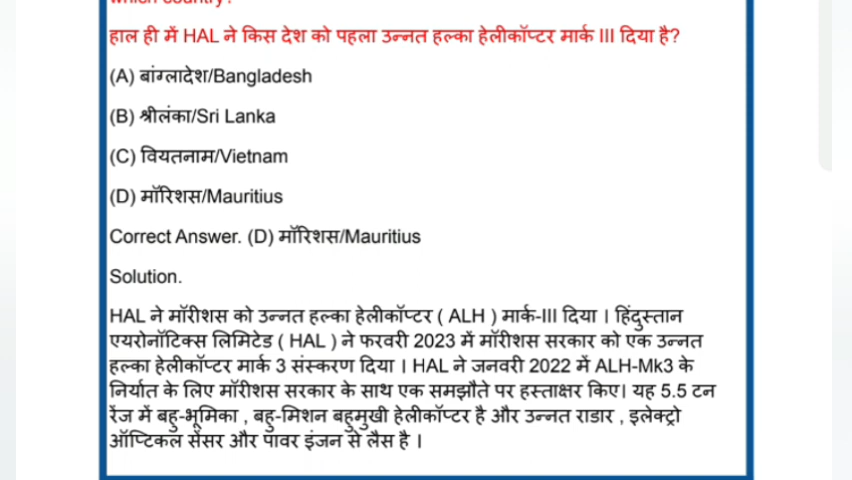 which country?
हाल ही में HAL ने किस देश को पहला उन्नत हल्का हेलीकॉप्टर मार्क III दिया है?
(A) बांग्लादेश/Bangladesh
(B) श्रीलंका/Sri Lanka
(C) वियतनाम/Vietnam
(D) मॉरिशस/Mauritius
Correct Answer. (D) मॉरिशस/Mauritius
Solution.
HAL ने मॉरीशस को उन्नत हल्का हेलीकॉप्टर ( ALH ) मार्क-III दिया । हिंदुस्तान
एयरोनॉटिक्स लिमिटेड ( HAL ) ने फरवरी 2023 में मॉरीशस सरकार को एक उन्नत
हल्का हेलीकॉप्टर मार्क 3 संस्करण दिया । HAL ने जनवरी 2022 में ALH-Mk3 के
निर्यात के लिए मॉरीशस सरकार के साथ एक समझौते पर हस्ताक्षर किए। यह 5.5 टन
रेंज में बहु-भूमिका , बहु-मिशन बहुमुखी हेलीकॉप्टर है और उन्नत राडार , इलेक्ट्रो
ऑप्टिकल सेंसर और पावर इंजन से लैस है ।